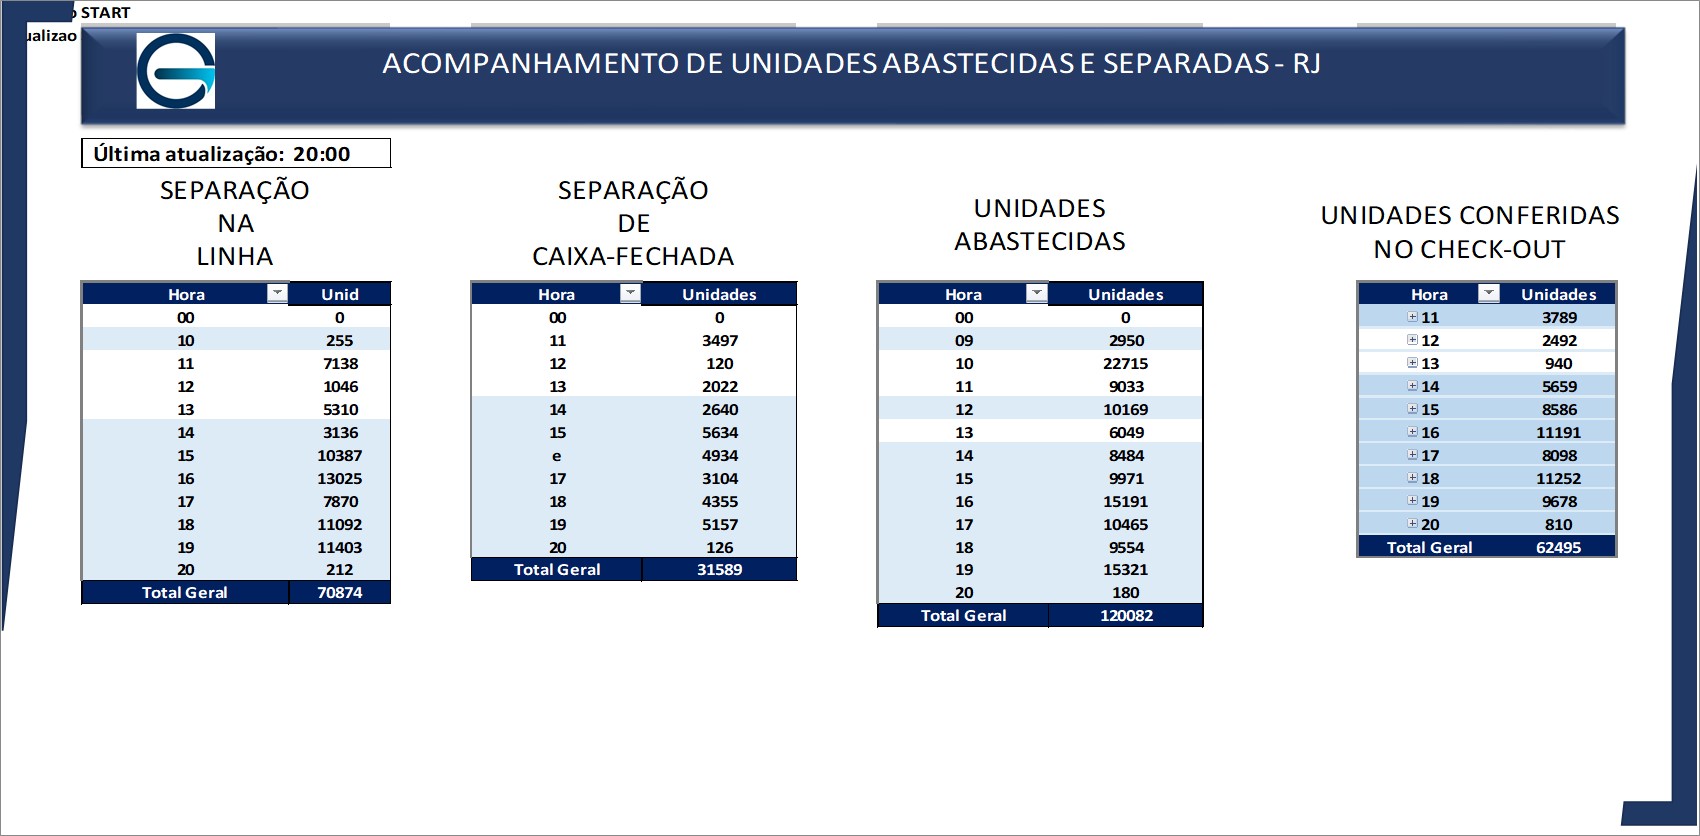 START
ualizao
ACOMPANHAMENTO DE UNIDADES ABASTECIDAS E SEPARADAS - RJ
Última atualização: 20:00
SEPARAÇÃO
NA
LINHA
Hora Unid
00 0
10 255
11 7138
12 1046
13 5310
14 3136
15 10387
16 13025
17 7870
18 11092
19 11403
20 212
Total Geral 70874
SEPARAÇÃO
DE
CAIXA-FECHADA
Hora Unidades
00 0
11 3497
12 120
13 2022
14 2640
15 5634
e 4934
17 3104
18 4355
19 5157
20 126
Total Geral 31589
UNIDADES
ABASTECIDAS
Hora Unidades
00 0
09 2950
10 22715
11 9033
12 10169
13 6049
14 8484
15 9971
16 15191
17 10465
18 9554
19 15321
20 180
Total Geral 120082
UNIDADES CONFERIDAS
NO CHECK-OUT
Hora Unidades
11 3789
12 2492
13 940
14 5659
15 8586
16 11191
17 8098
18 11252
19 9678
20 810
Total Geral 62495